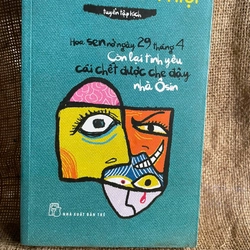 tuyển tập kịch
Hoa sen nở ngày 29 tháng 4
Còn lại tình yêu
cái chết được che đậy
nhà Ôsin
NHÀ XUẤT BẢN TRẺ